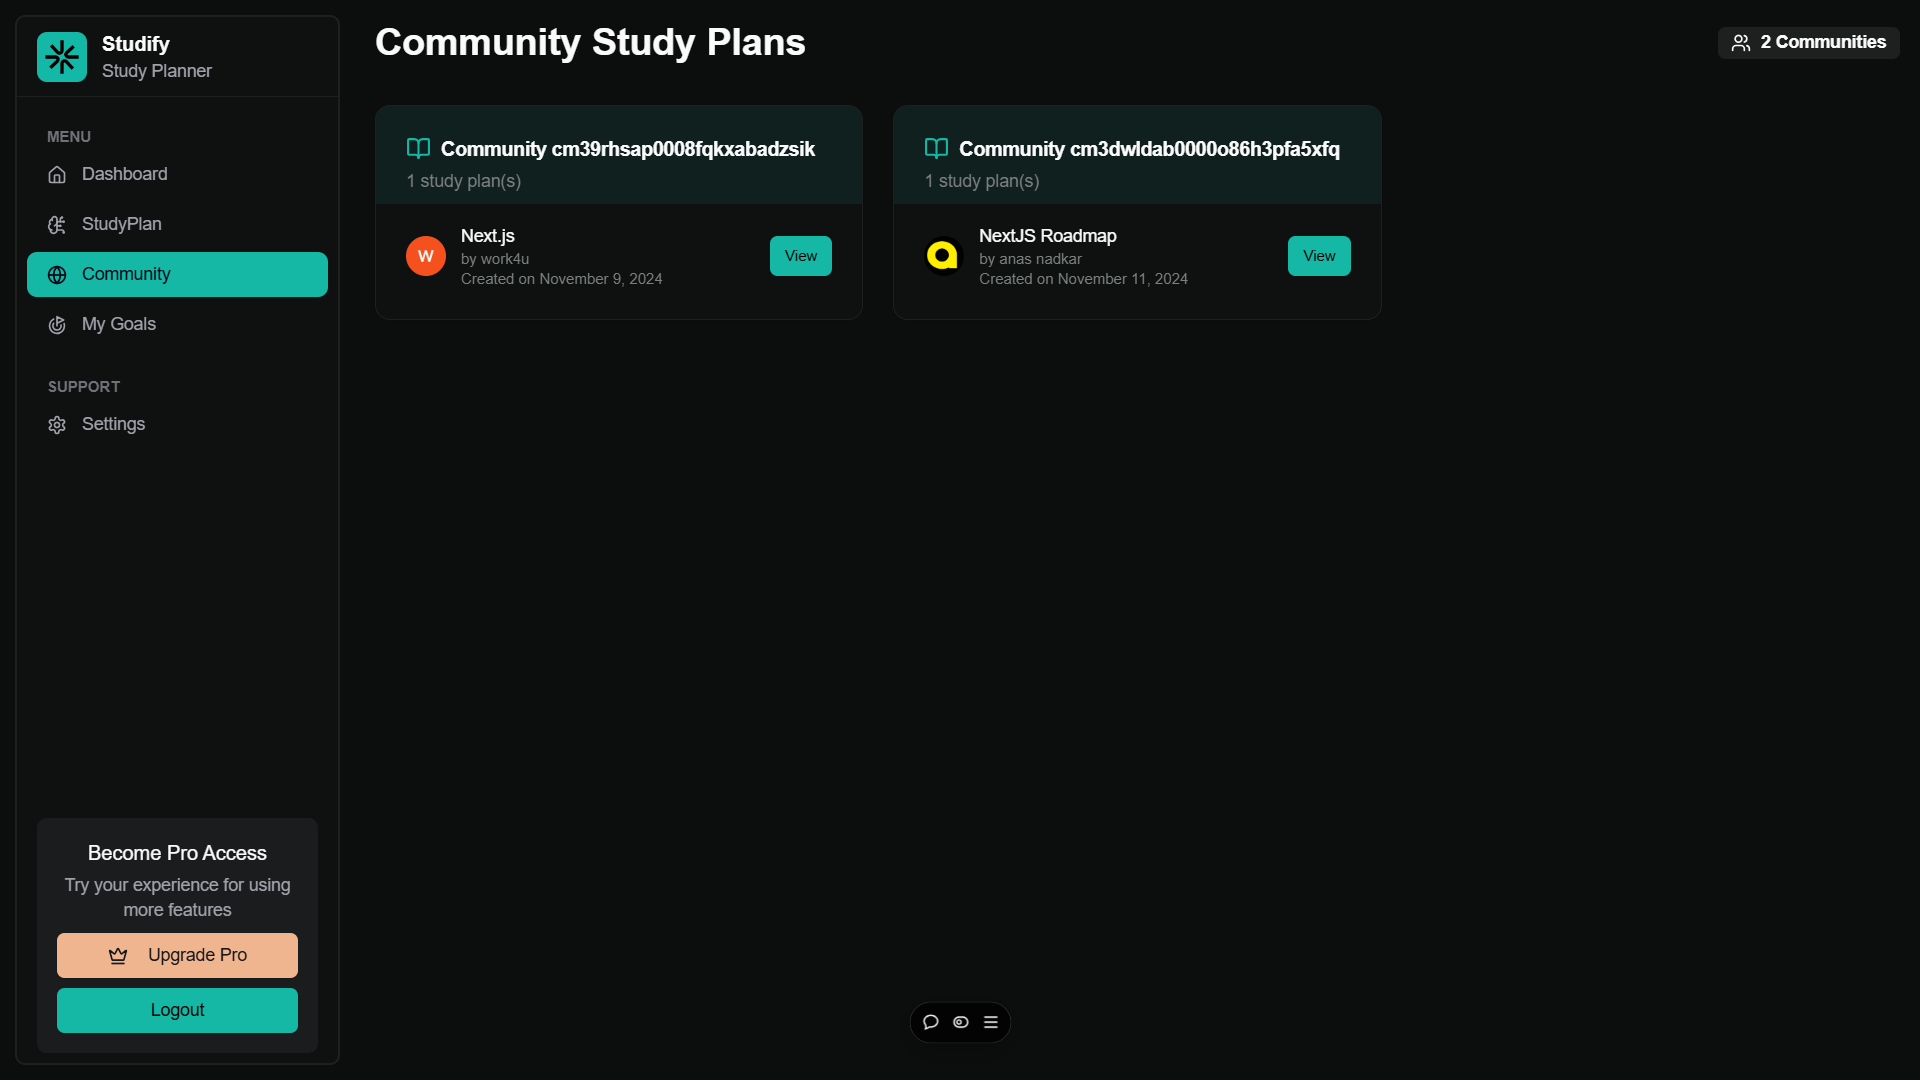 Studify
Study Planner
MENU
Dashboard
StudyPlan
Community
My Goals
SUPPORT
Settings
Become Pro Access
Try your experience for using
more features
Upgrade Pro
Logout
Community Study Plans
2 Communities
Community cm39rhsap0008fqkxabadzsik
1 study plan(s)
W
Next.js
by work4u
Created on November 9, 2024
View
Community cm3dwldab0000o86h3pfa5xfq
1 study plan(s)
NextJS Roadmap
by anas nadkar
Created on November 11, 2024
View